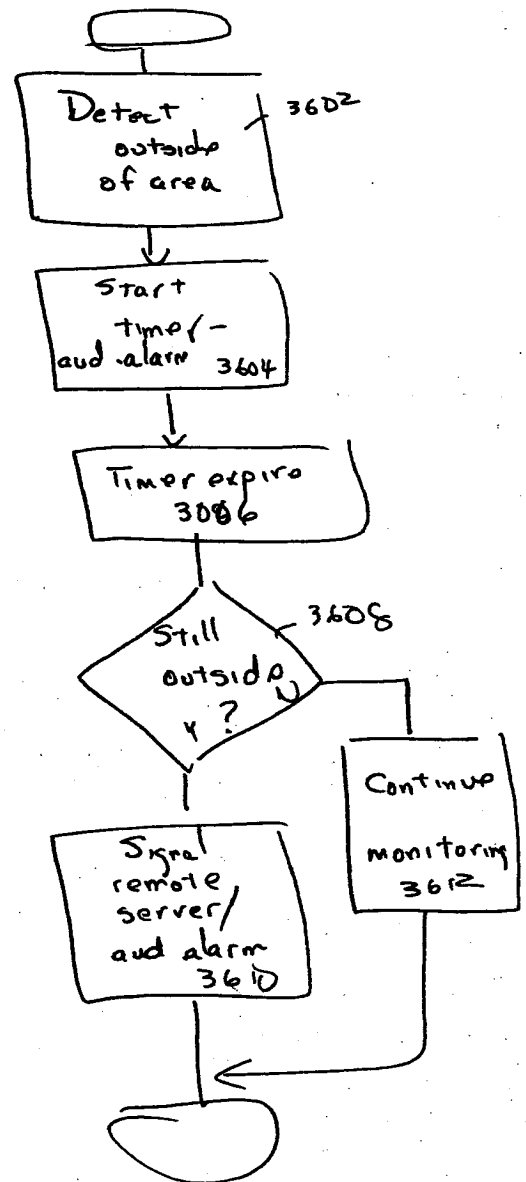 Detect
outside
of area
3602
Start
timer-
aud.alarm 3604
Timer expire
3086
3608
Still
outside
N
Y ?
Continue
monitoring
3612
Signal
remote
server/
aud alarm
3610